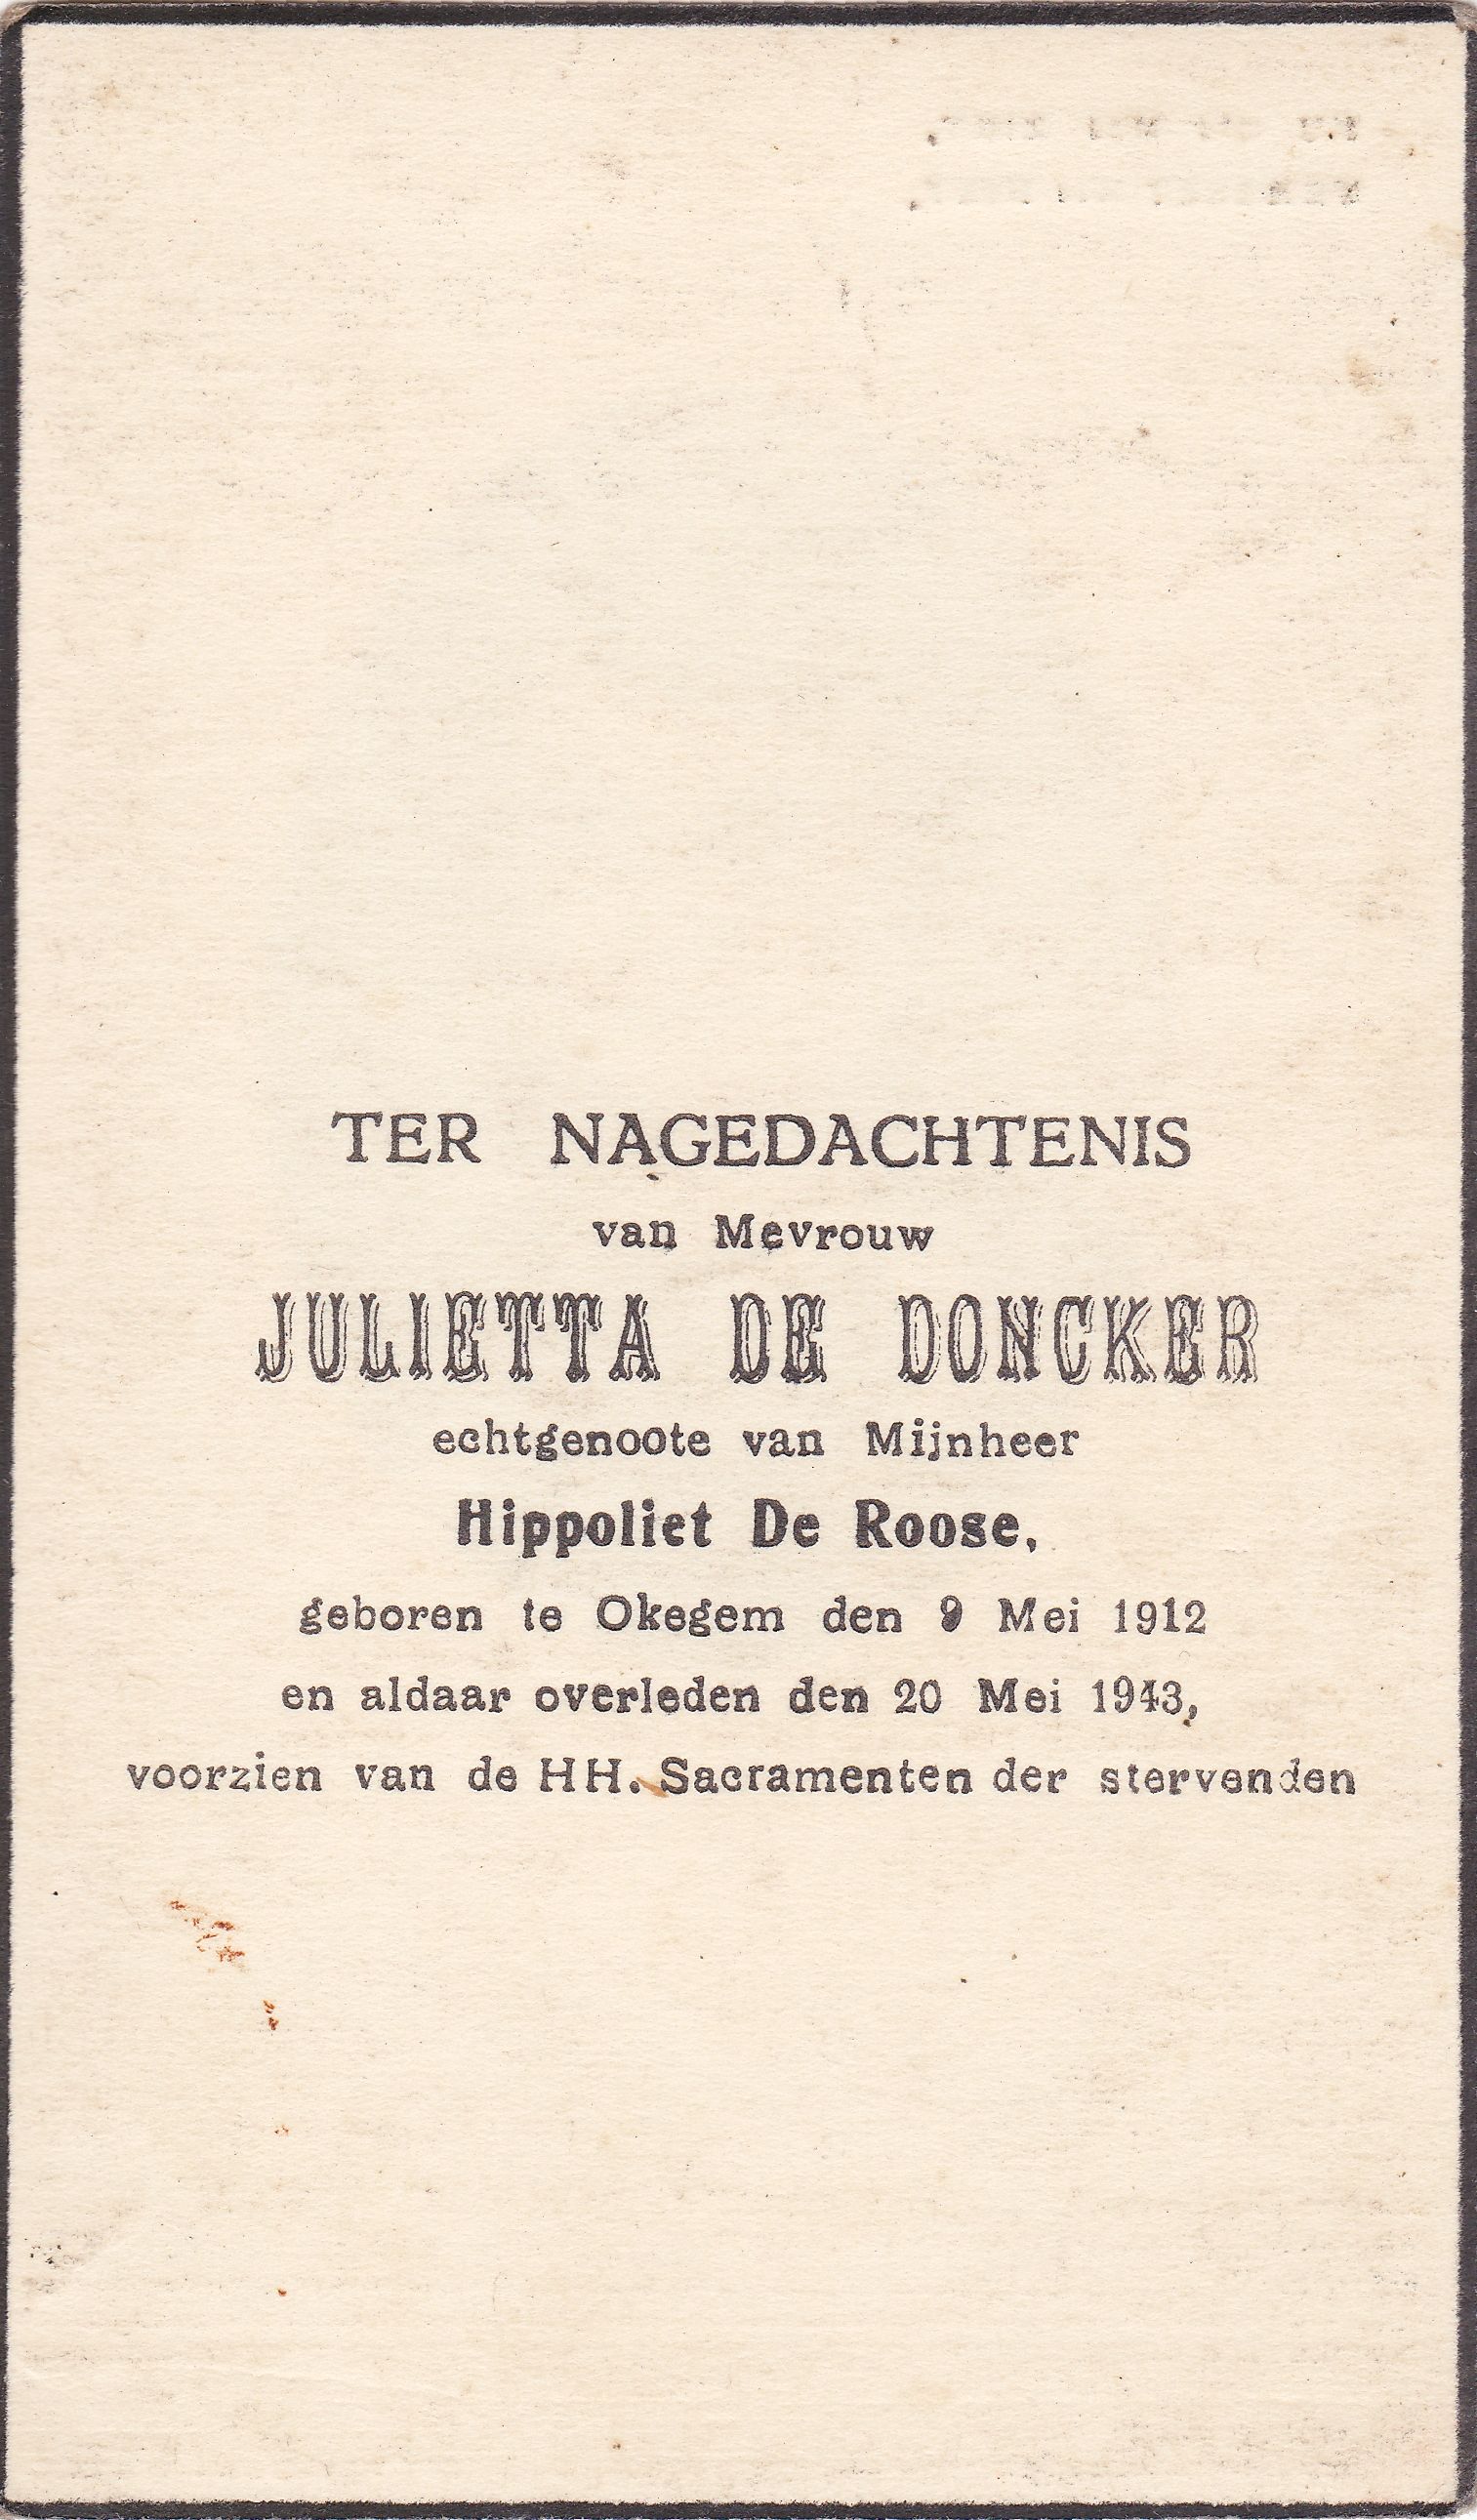 TER NAGEDACHTENIS
van Mevrouw
JULIETTA DE DONCKER
echtgenoote van Mijnheer
Hippoliet De Roose,
geboren te Okegem den 9 Mei 1912
en aldaar overleden den 20 Mei 1943,
voorzien van de HH. Sacramenten der stervenden